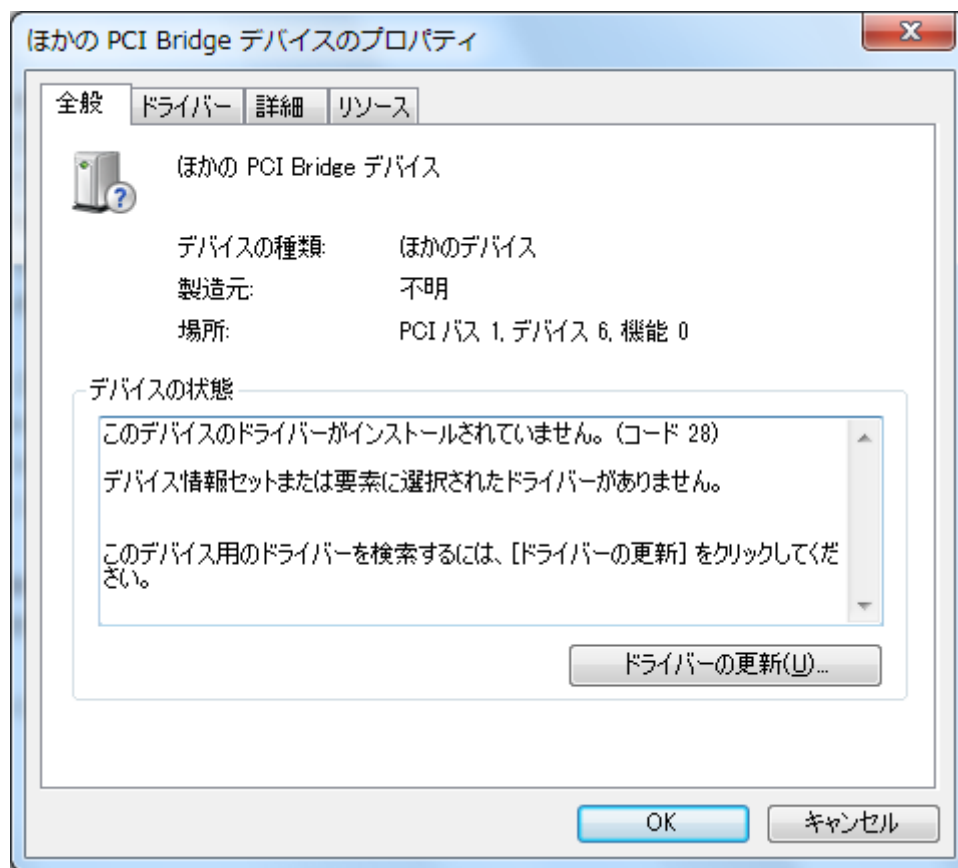 ほかの PCI Bridge デバイスのプロパティ
全般 ドライバー 詳細 リソース
ほかの PCI Bridge デバイス
デバイスの種類: ほかのデバイス
製造元: 不明
場所: PCI バス 1, デバイス 6, 機能 0
デバイスの状態
このデバイスのドライバーがインストールされていません。(コード 28)
デバイス情報セットまたは要素に選択されたドライバーがありません。
このデバイス用のドライバーを検索するには、[ドライバーの更新] をクリックしてくだ
さい。
ドライバーの更新(U)...
OK キャンセル